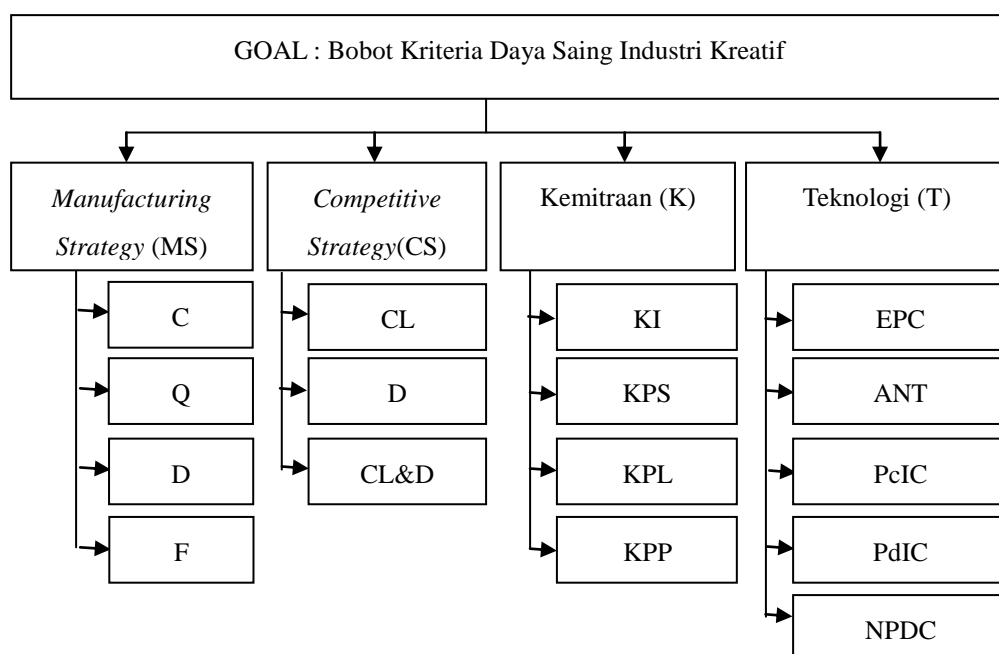 GOAL : Bobot Kriteria Daya Saing Industri Kreatif
Manufacturing
Strategy (MS)
C
Q
D
F
Competitive
Strategy(CS)
CL
D
CL&D
Kemitraan (K)
KI
KPS
KPL
KPP
Teknologi (T)
EPC
ANT
PcIC
PdIC
NPDC